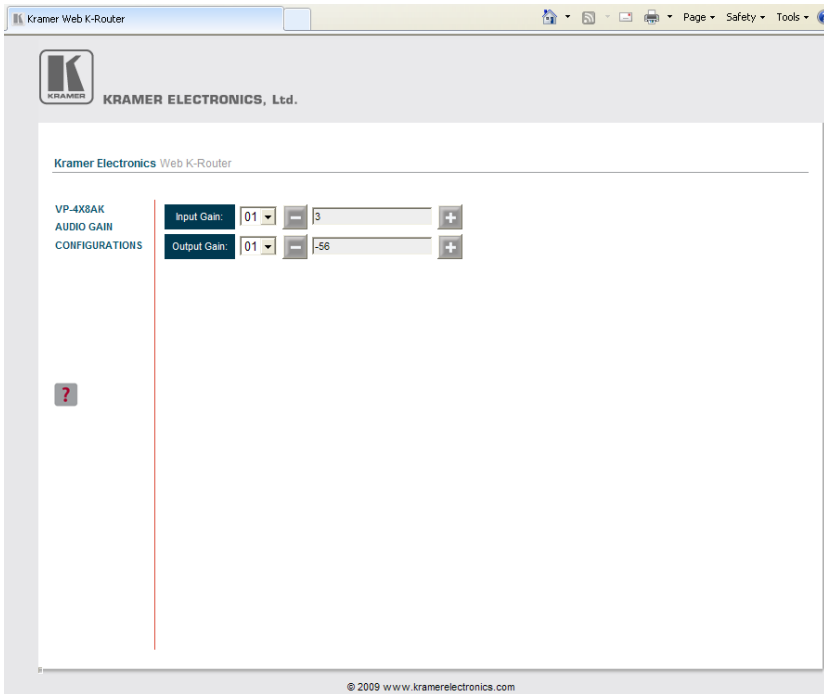 Kramer Web K-Router
Page Safety Tools
KRAMER
KRAMER ELECTRONICS, Ltd.
Kramer Electronics Web K-Router
VP-4X8AK
AUDIO GAIN
CONFIGURATIONS
Input Gain: 01 3
Output Gain: 01 -56
?
© 2009 www.kramerelectronics.com